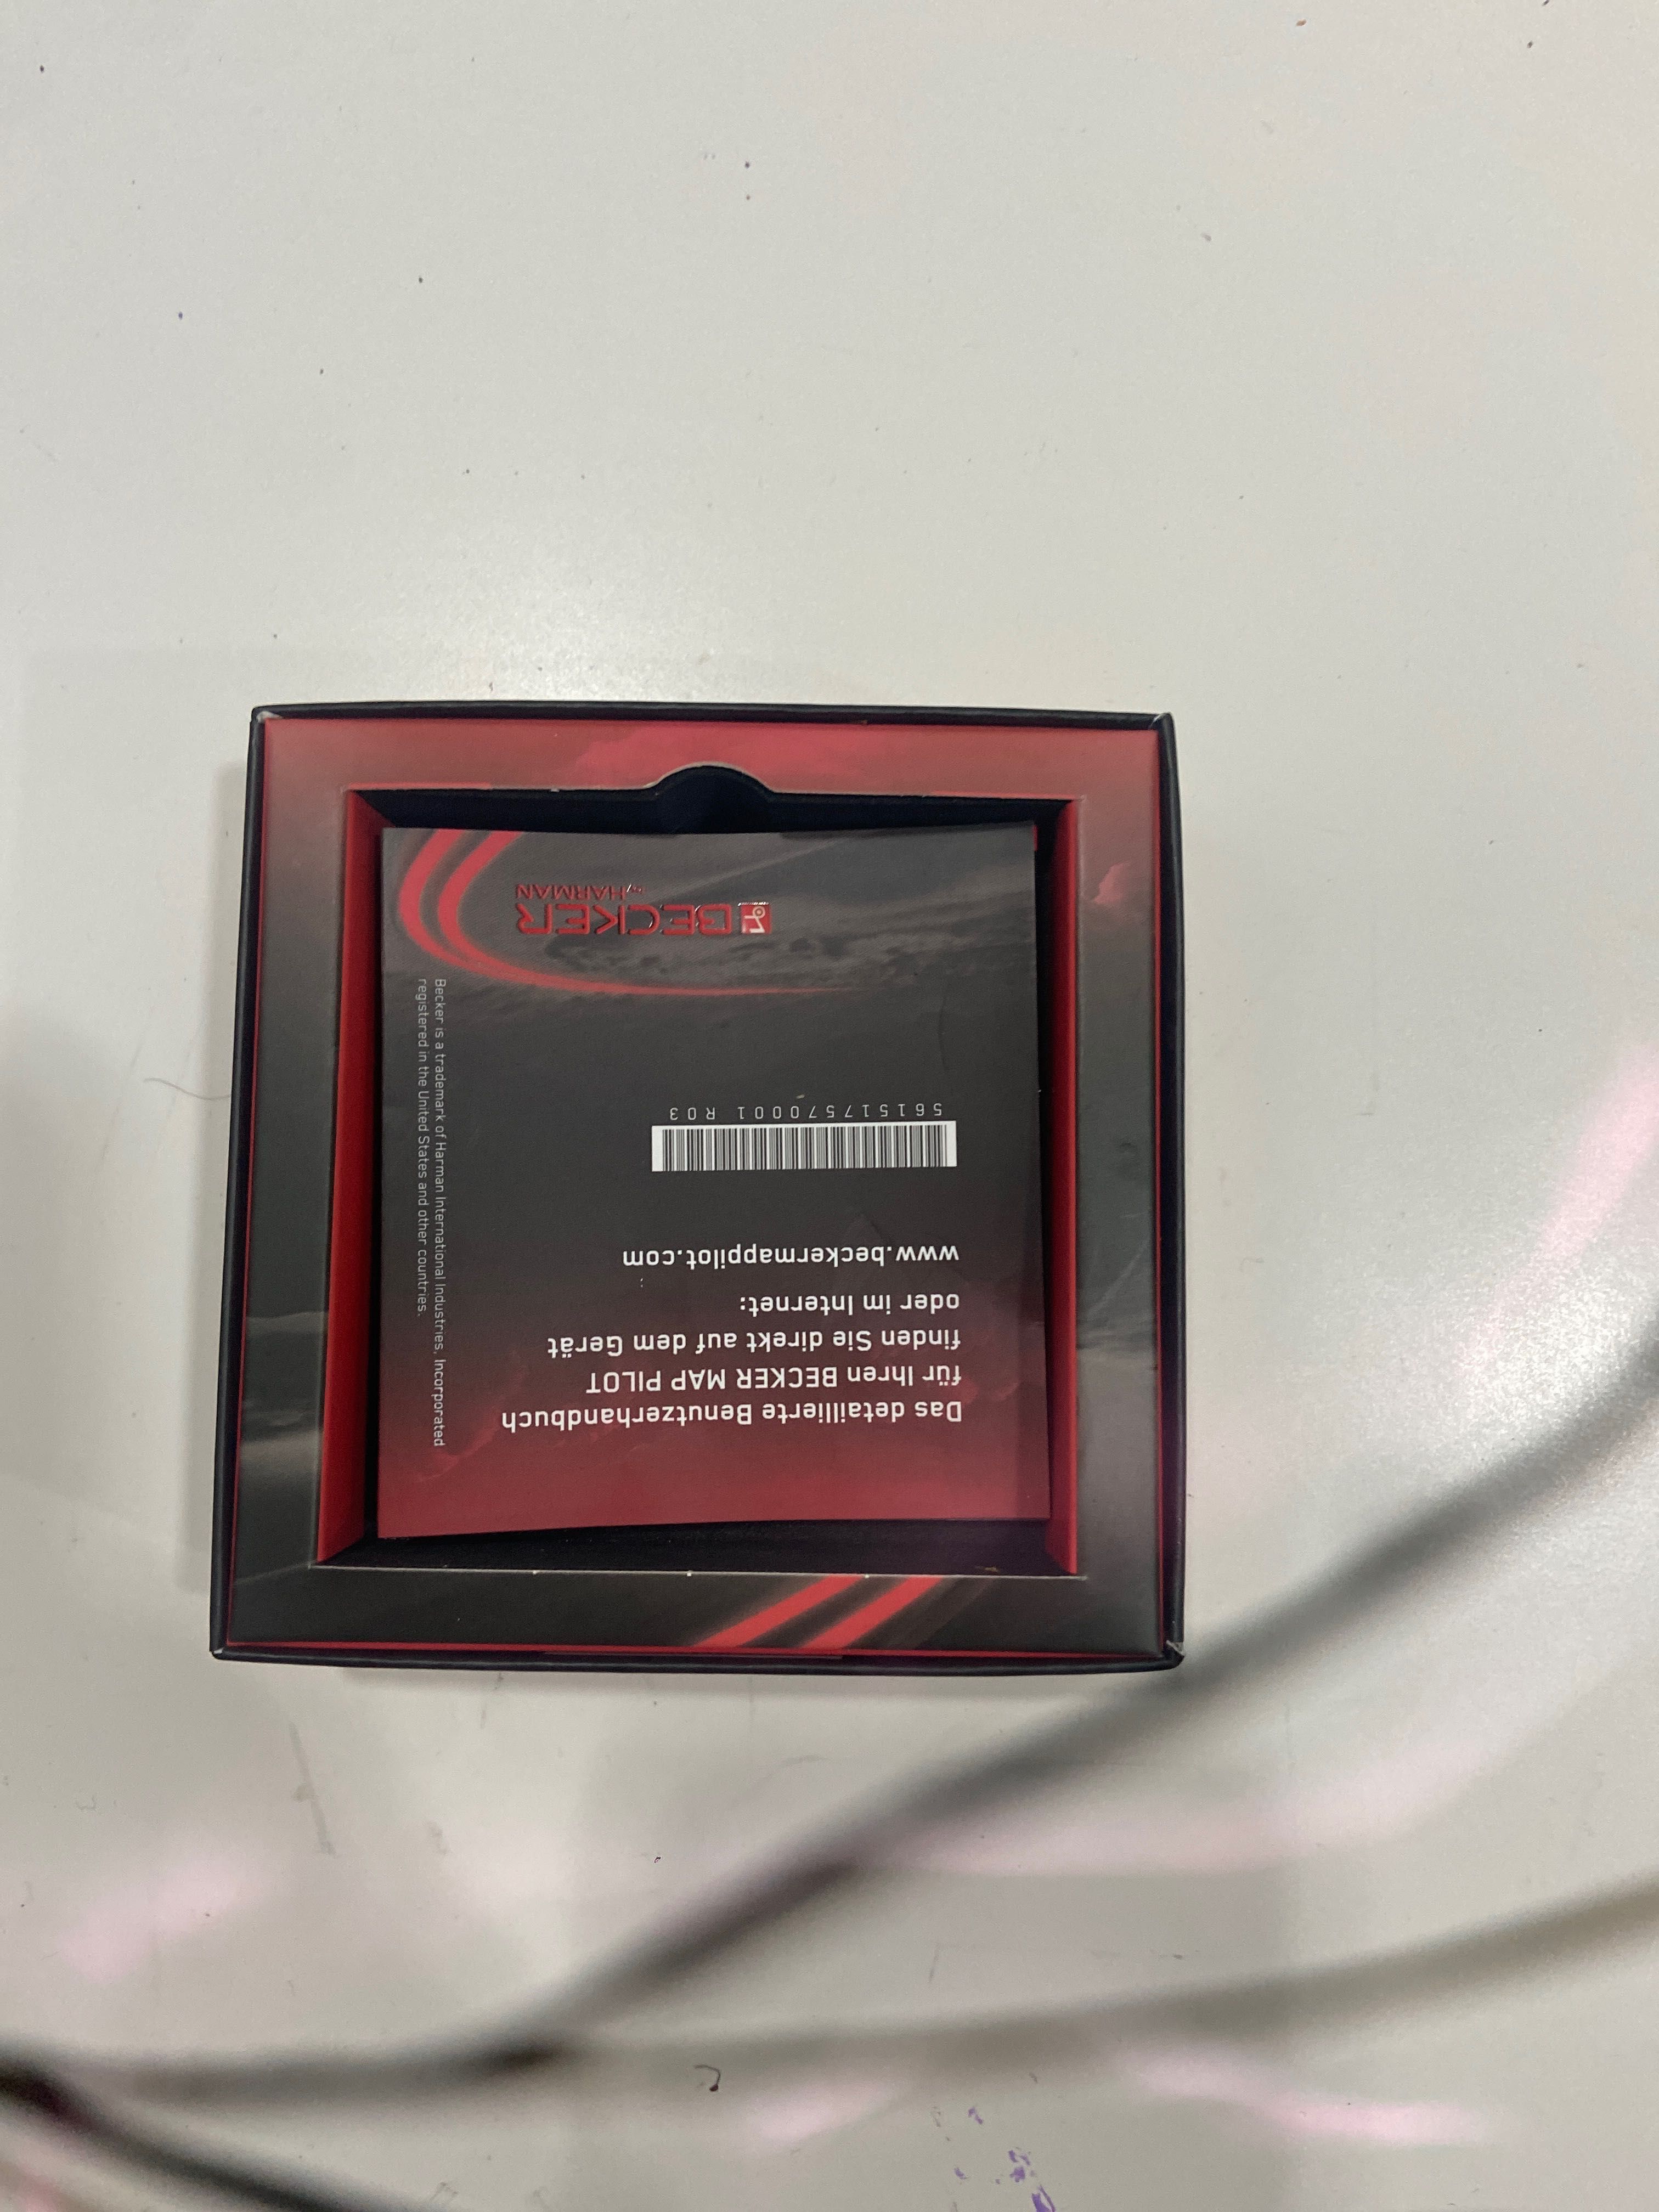 Das detaillierte Benutzerhandbuch
für Ihren BECKER MAP PILOT
finden Sie direkt auf dem Gerät
oder im Internet:
www.beckermappilot.com
561517570001 R03
BECKER
by HARMAN
Becker is a trademark of Harman International Industries, Incorporated
registered in the United States and other countries.